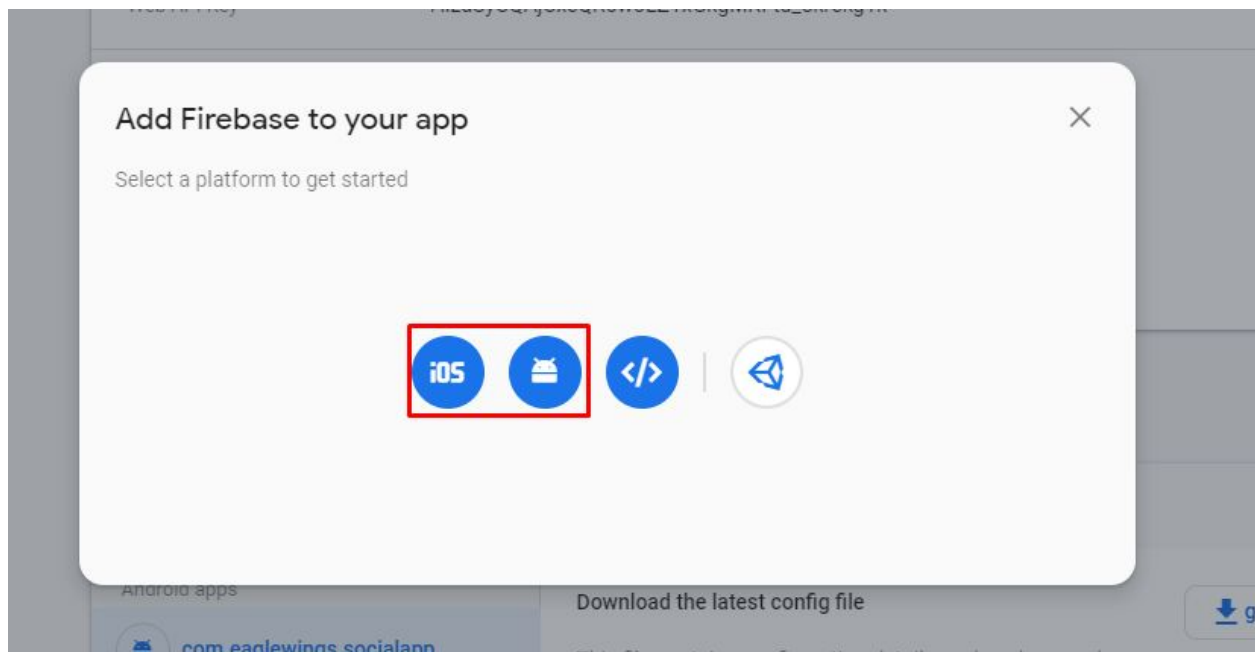 Add Firebase to your app
Select a platform to get started
iOS
</>
Android apps
Download the latest config file
com.eaglewings.socialapp